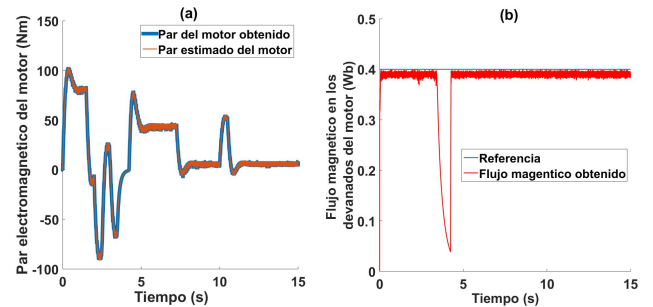 (a)
Par electromagnetico del motor (Nm)
150
100
50
0
-50
-100
Par del motor obtenido
Par estimado del motor
0
5
10
15
Tiempo (s)
(b)
Flujo magnetico en los
devanados del motor (Wb)
0.5
0.4
0.3
0.2
0.1
0
Referencia
Flujo magentico obtenido
0
5
10
15
Tiempo (s)